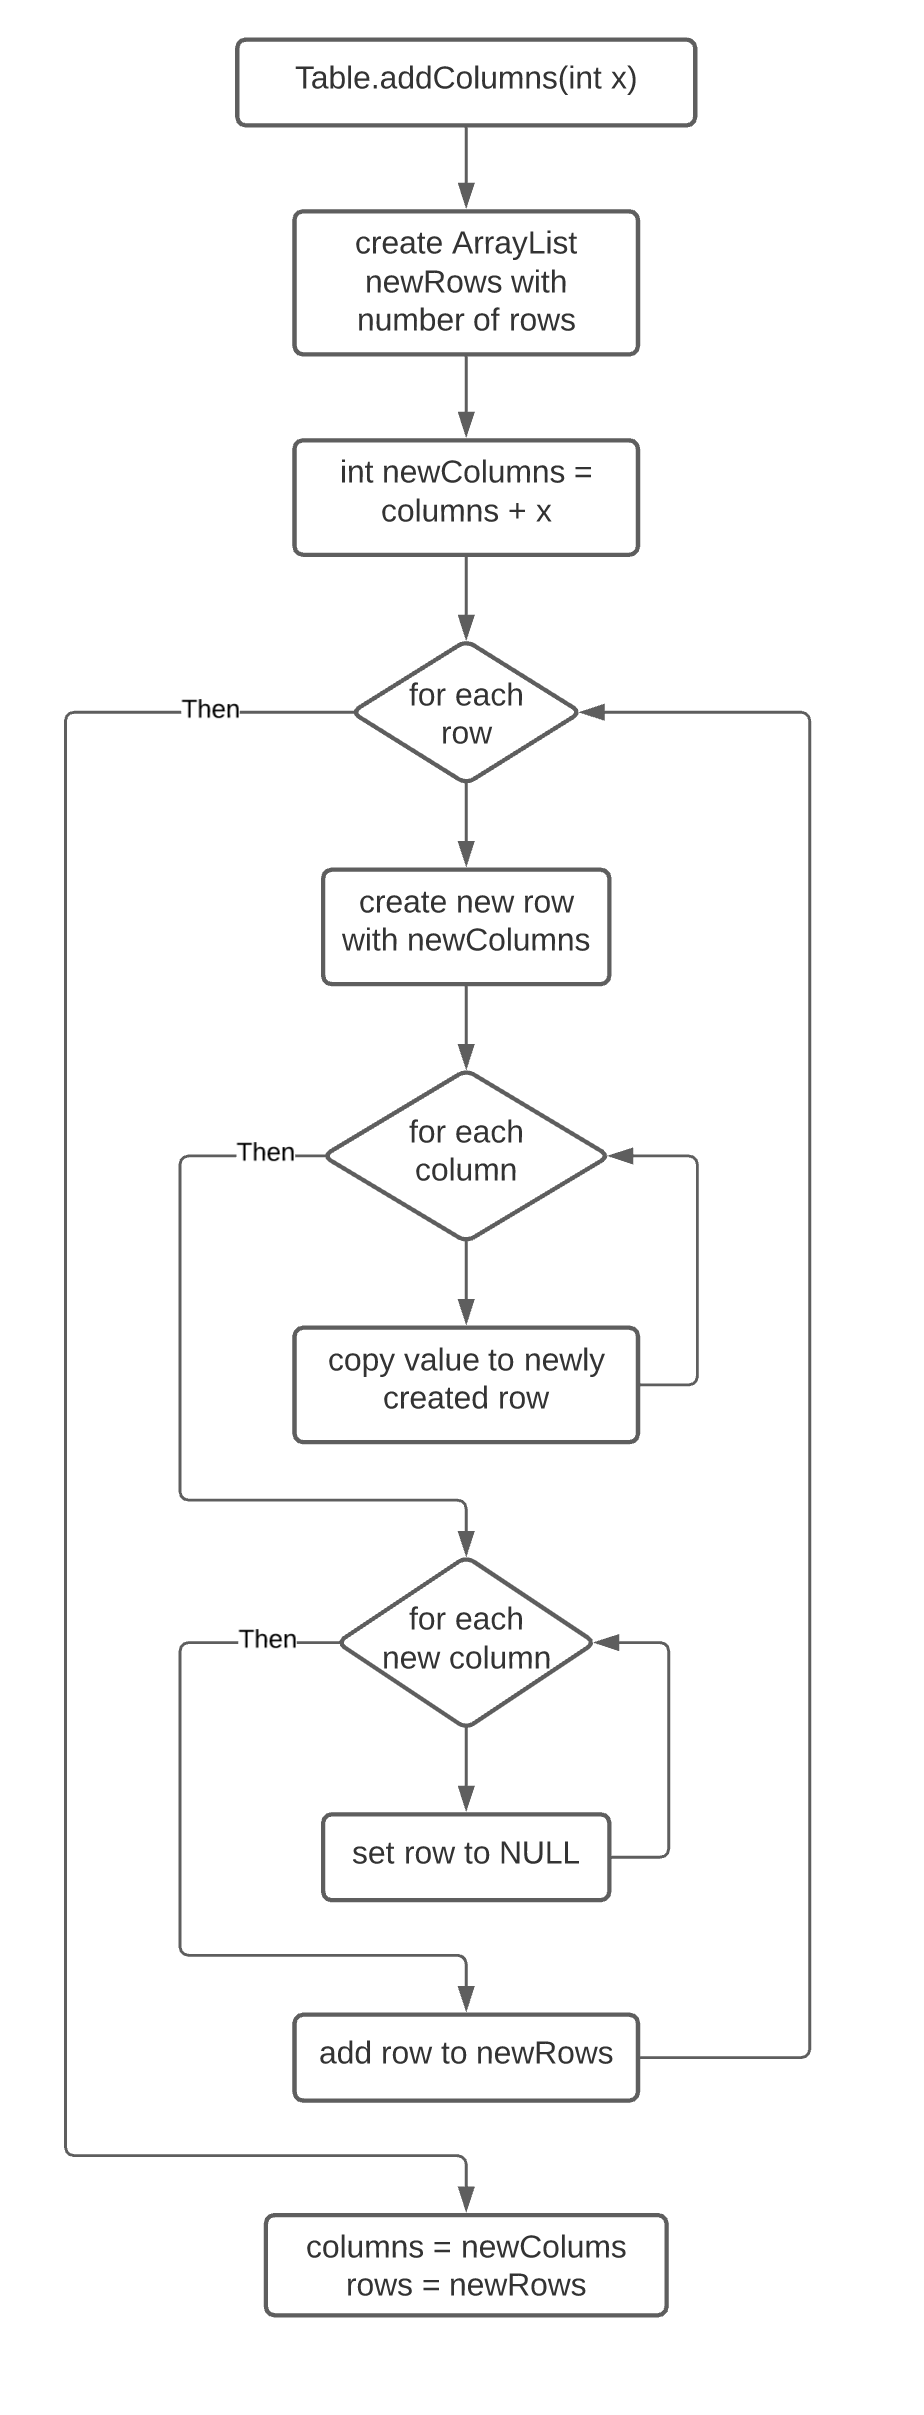 Table.addColumns(int x)
create ArrayList
newRows with
number of rows
int newColumns =
columns + x
for each
row
Then
create new row
with newColumns
for each
column
Then
copy value to newly
created row
for each
new column
Then
set row to NULL
add row to newRows
columns = newColums
rows = newRows